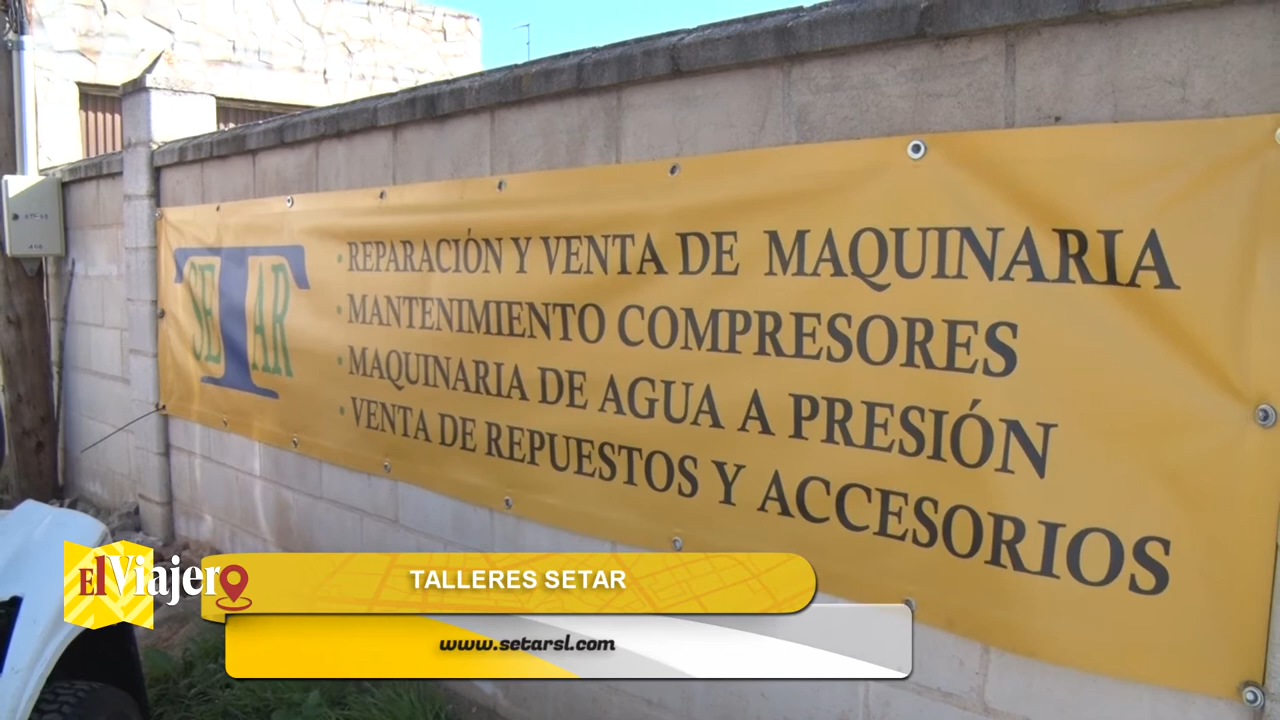 SETAR
· REPARACIÓN Y VENTA DE MAQUINARIA
· MANTENIMIENTO COMPRESORES
· MAQUINARIA DE AGUA A PRESIÓN
· VENTA DE REPUESTOS Y ACCESORIOS
El Viajero
TALLERES SETAR
www.setarsl.com